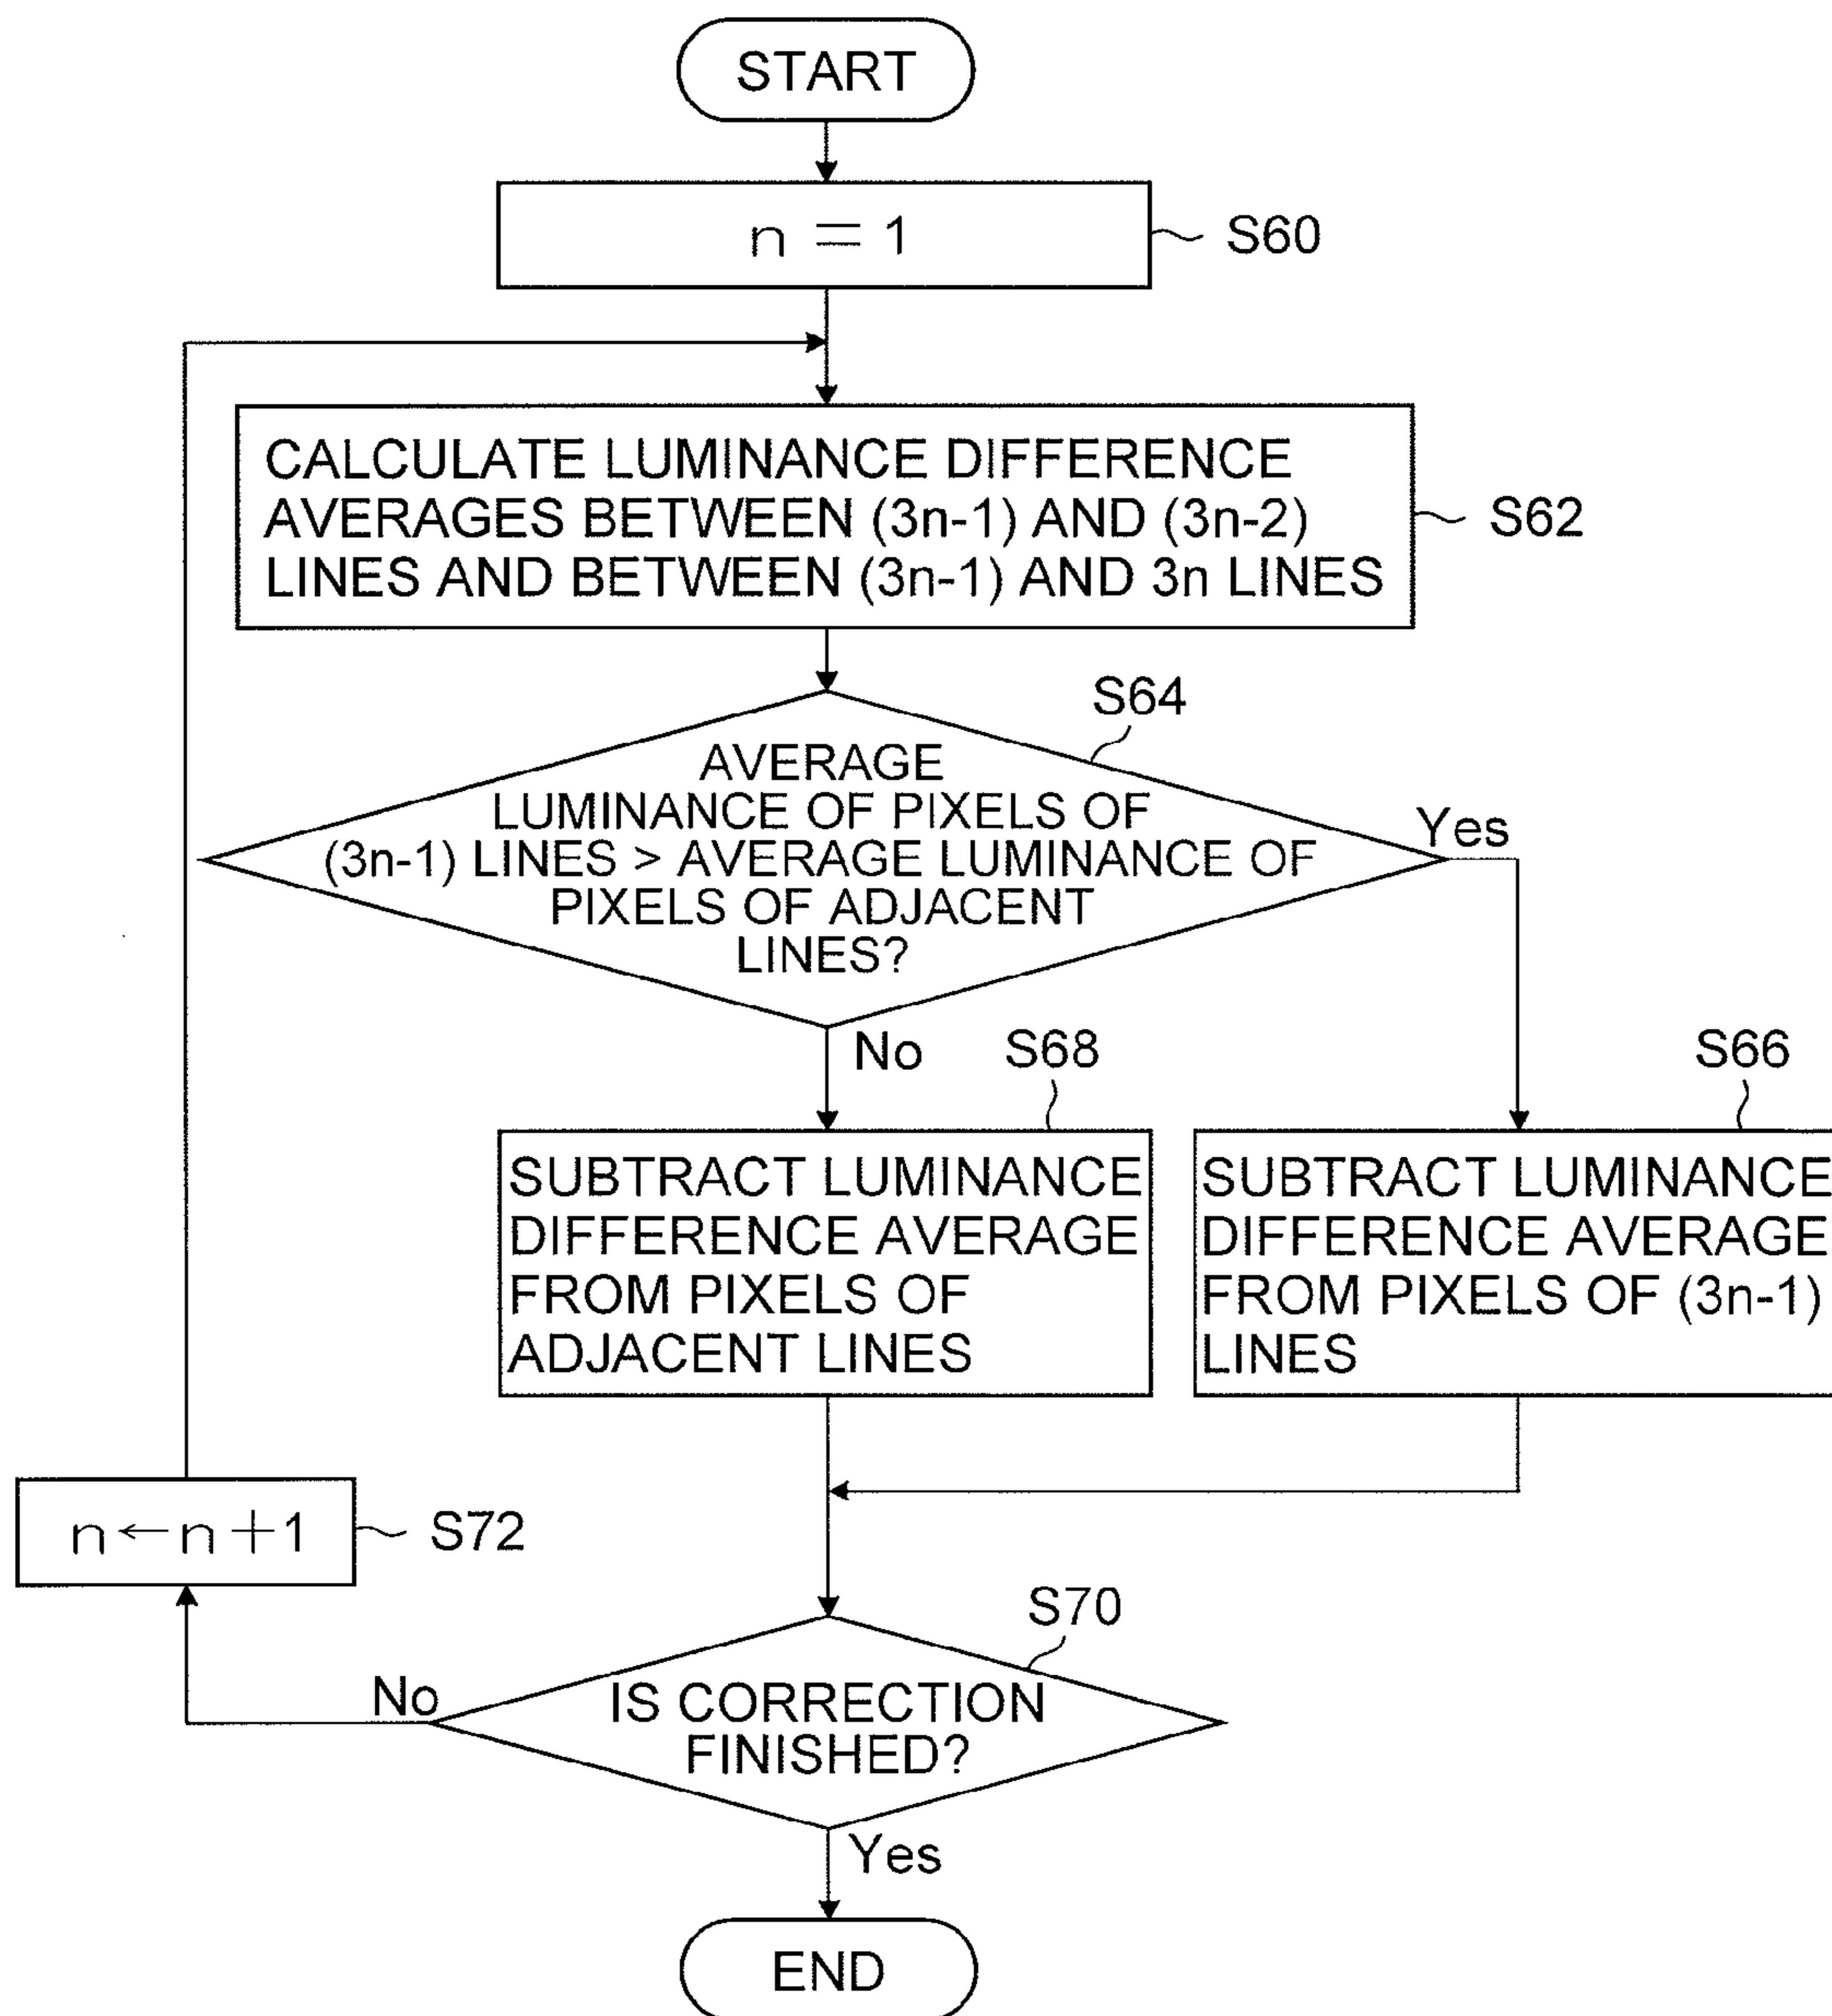 START
n = 1
S60
CALCULATE LUMINANCE DIFFERENCE
AVERAGES BETWEEN (3n-1) AND (3n-2)
LINES AND BETWEEN (3n-1) AND 3n LINES
S62
S64
AVERAGE
LUMINANCE OF PIXELS OF
(3n-1) LINES > AVERAGE LUMINANCE OF
PIXELS OF ADJACENT
LINES?
Yes
No
S68
SUBTRACT LUMINANCE
DIFFERENCE AVERAGE
FROM PIXELS OF
ADJACENT LINES
S66
SUBTRACT LUMINANCE
DIFFERENCE AVERAGE
FROM PIXELS OF (3n-1)
LINES
n←n+1
S72
S70
IS CORRECTION
FINISHED?
No
Yes
END